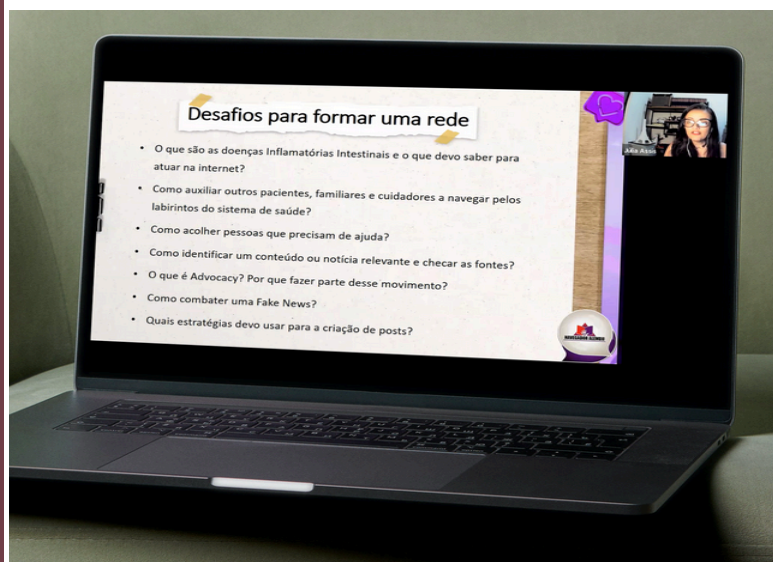 Desafios para formar uma rede
• O que são as doenças Inflamatórias Intestinais e o que devo saber para
atuar na internet?
• Como auxiliar outros pacientes, familiares e cuidadores a navegar pelos
labirintos do sistema de saúde?
• Como acolher pessoas que precisam de ajuda?
• Como identificar um conteúdo ou notícia relevante e checar as fontes?
• O que é Advocacy? Por que fazer parte desse movimento?
• Como combater uma Fake News?
• Quais estratégias devo usar para a criação de posts?
Júlia Assis